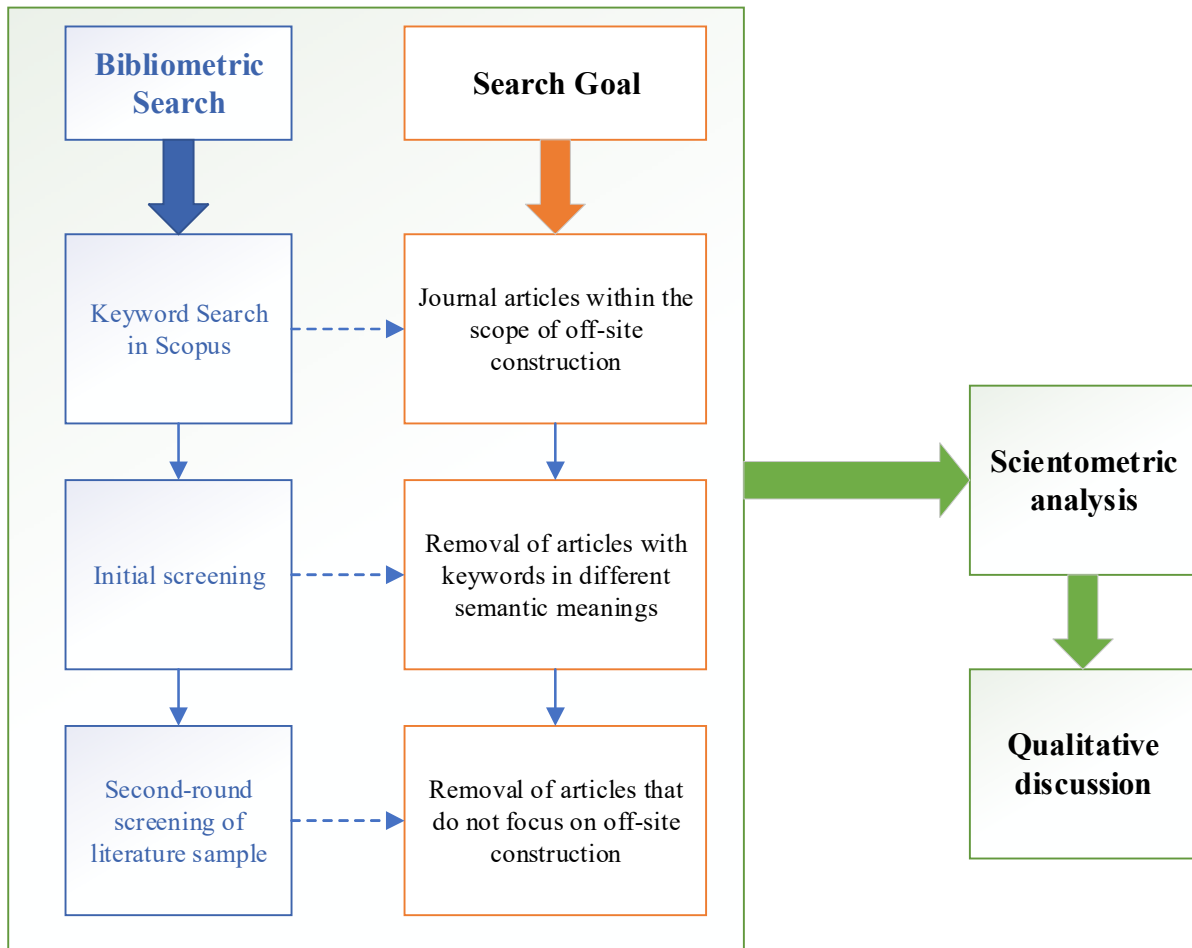 Bibliometric
Search
Search Goal
Keyword Search
in Scopus
Journal articles within the
scope of off-site
construction
Initial screening
Removal of articles with
keywords in different
semantic meanings
Second-round
screening of
literature sample
Removal of articles that
do not focus on off-site
construction
Scientometric
analysis
Qualitative
discussion